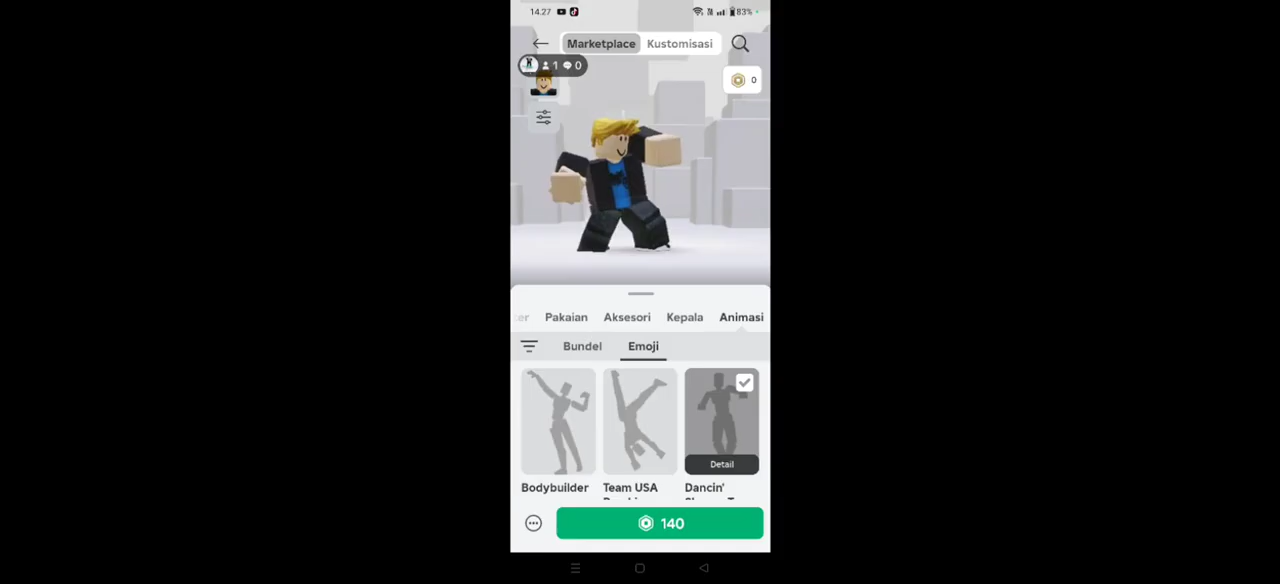 14.27
83%
Marketplace Kustomisasi
1 0
0
Pakaian Aksesori Kepala Animasi
Bundel Emoji
Detail
Bodybuilder Team USA Dancin'
140